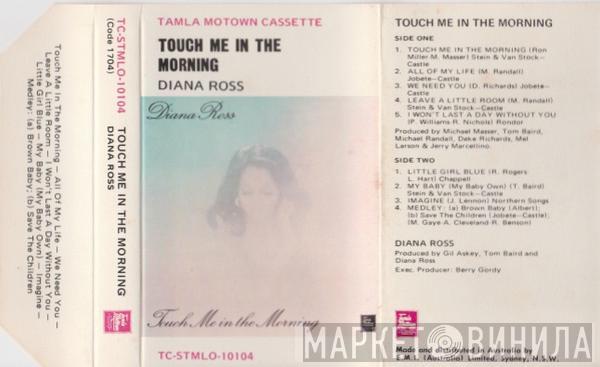 Touch Me In The Morning — All Of My Life — We Need You —
Leave A Little Room — I Won't Last A Day Without You —
Little Girl Blue — My Baby (My Baby Own) — Imagine —
Medley: (a) Brown Baby; (b) Save The Children
TC-STMLO-10104
(Code 1704)
TOUCH ME IN THE MORNING
DIANA ROSS
TAMLA MOTOWN CASSETTE
TOUCH ME IN THE
MORNING
DIANA ROSS
Diana Ross
Touch Me in the Morning
TC-STMLO-10104
TOUCH ME IN THE MORNING
SIDE ONE
1. TOUCH ME IN THE MORNING (Ron
Miller-M. Masser) Stein & Van Stock—
Castle
2. ALL OF MY LIFE (M. Randall)
Jobete—Castle
3. WE NEED YOU (D. Richards) Jobete—
Castle
4. LEAVE A LITTLE ROOM (M. Randall)
Stein & Van Stock—Castle
5. I WON'T LAST A DAY WITHOUT YOU
(P. Williams-R. Nichols) Rondor
Produced by Michael Masser, Tom Baird,
Michael Randall, Deke Richards, Mel
Larson & Jerry Marcellino.
SIDE TWO
1. LITTLE GIRL BLUE (R. Rogers-
L. Hart) Chappell
2. MY BABY (My Baby Own) (T. Baird)
Stein & Van Stock—Castle
3. IMAGINE (J. Lennon) Northern Songs
4. MEDLEY: (a) Brown Baby (Albert);
(b) Save The Children (Jobete—Castle);
(M. Gaye-A. Cleveland-R. Benson)
DIANA ROSS
Produced by Gil Askey, Tom Baird and
Diana Ross
Exec. Producer: Berry Gordy
МАРКЕТ ВИНИЛА
Made and distributed in Australia by
E.M.I. (Australia) Limited, Sydney, N.S.W.